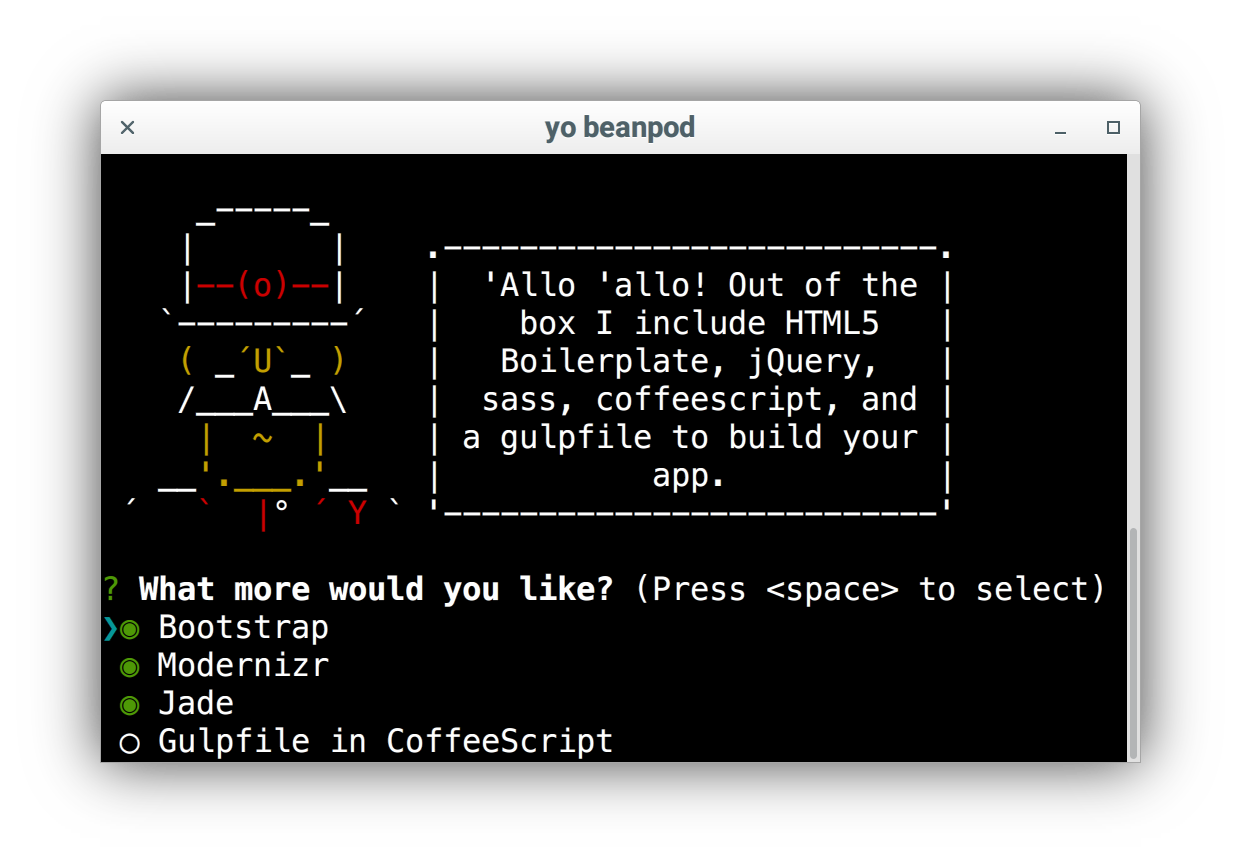 yo beanpod
'Allo 'allo! Out of the
box I include HTML5
Boilerplate, jQuery,
sass, coffeescript, and
a gulpfile to build your
app.
? What more would you like? (Press <space> to select)
❯◉ Bootstrap
◉ Modernizr
◉ Jade
◯ Gulpfile in CoffeeScript